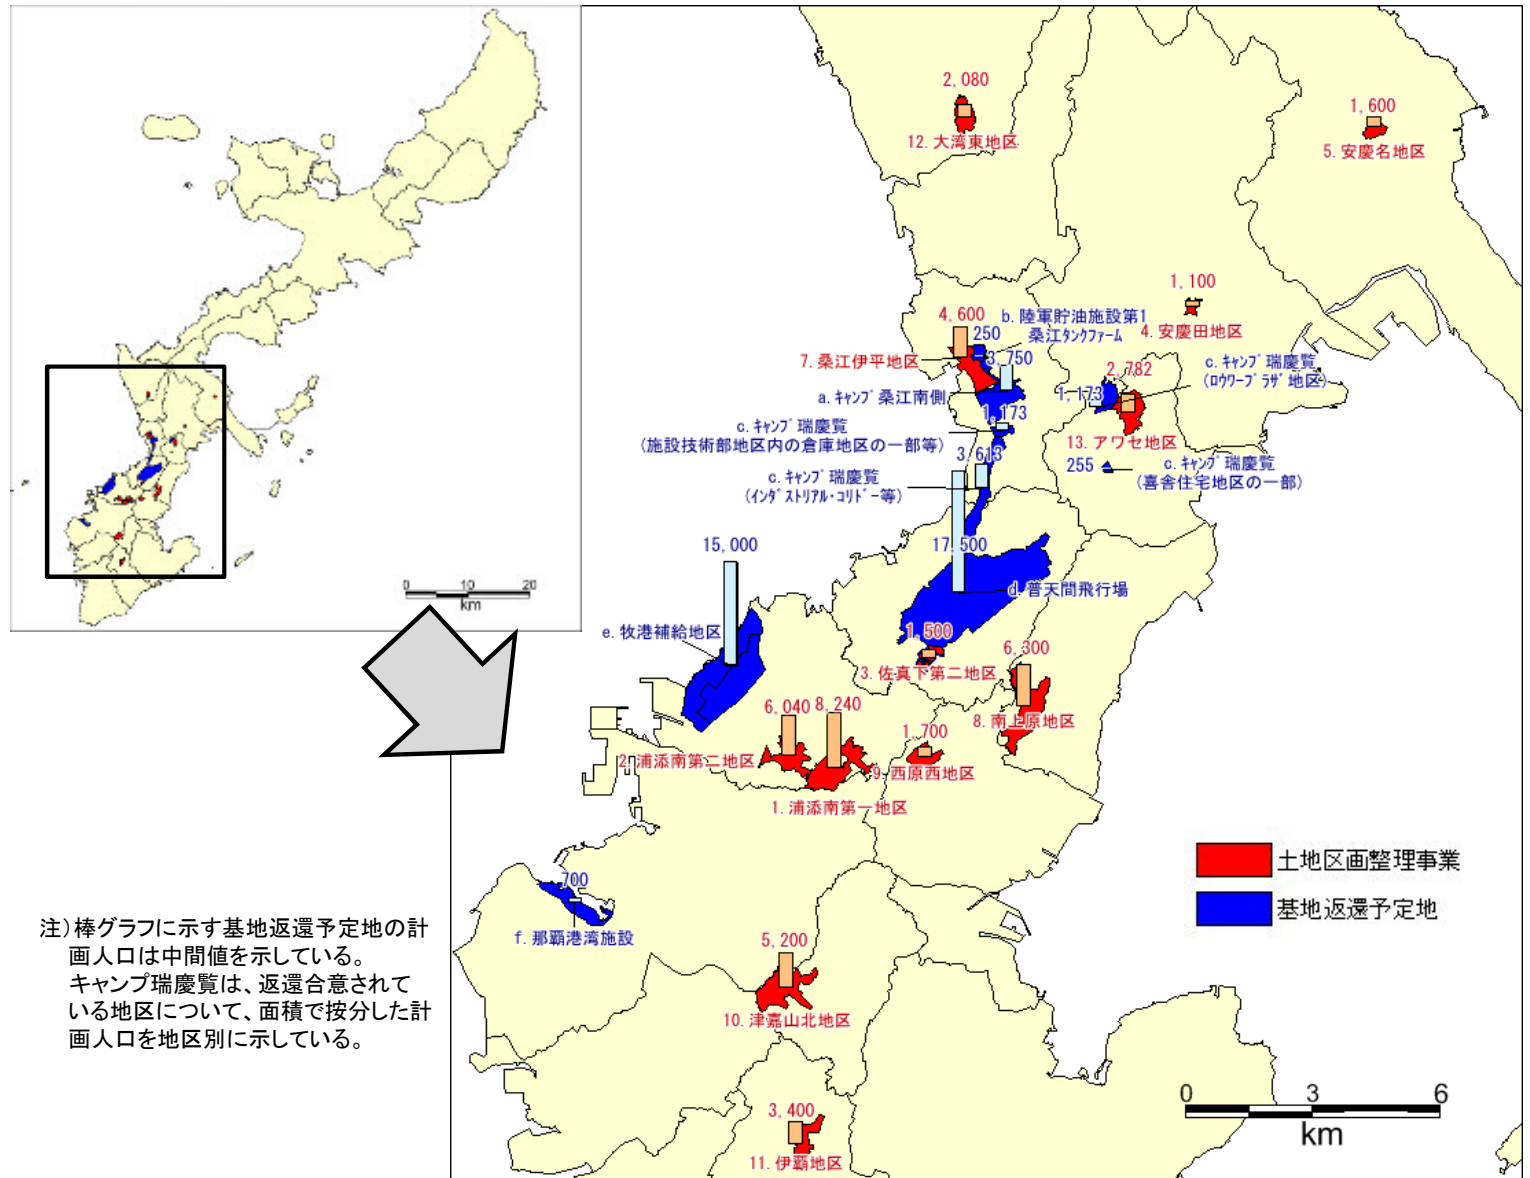 2,080
12.大湾東地区
1,600
5.安慶名地区
1,100
4.安慶田地区
4,600
250
b.陸軍貯油施設第1
桑江タンクファーム
7.桑江伊平地区
3,750
a.キャンプ桑江南側
c.キャンプ瑞慶覧
(ロウワープラザ地区)
2,782
1,173
13.アワセ地区
1,173
c.キャンプ瑞慶覧
(施設技術部地区内の倉庫地区の一部等)
255
c.キャンプ瑞慶覧
(喜舎住宅地区の一部)
3,613
c.キャンプ瑞慶覧
(インダストリアル・コリドー等)
17,500
d.普天間飛行場
15,000
e.牧港補給地区
1,500
3.佐真下第二地区
6,300
8.南上原地区
6,040
2.浦添南第二地区
8,240
1.浦添南第一地区
1,700
9.西原西地区
700
f.那覇港湾施設
5,200
10.津嘉山北地区
3,400
11.伊覇地区
土地区画整理事業
基地返還予定地
0 10 20
km
0 3 6
km
注)棒グラフに示す基地返還予定地の計
画人口は中間値を示している。
キャンプ瑞慶覧は、返還合意されて
いる地区について、面積で按分した計
画人口を地区別に示している。